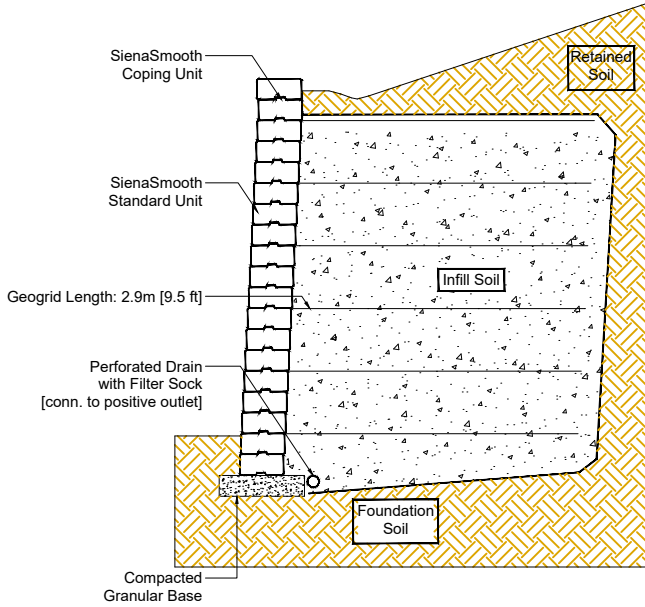 SienaSmooth
Coping Unit
Retained
Soil
SienaSmooth
Standard Unit
Infill Soil
Geogrid Length: 2.9m [9.5 ft]
Perforated Drain
with Filter Sock
[conn. to positive outlet]
Foundation
Soil
Compacted
Granular Base